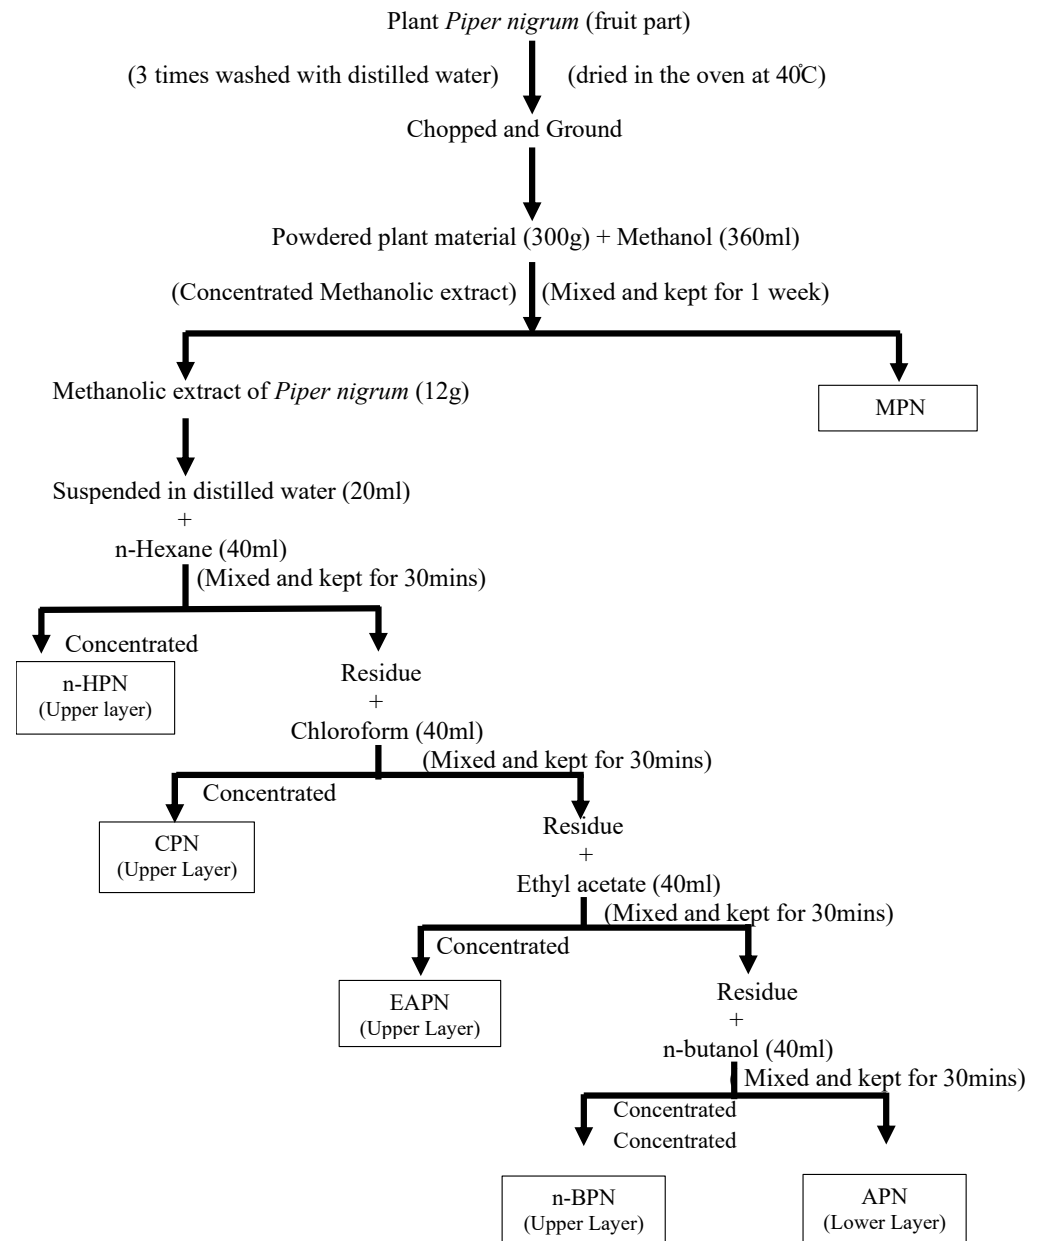 Plant Piper nigrum (fruit part)
(3 times washed with distilled water)
(dried in the oven at 40°C)
Chopped and Ground
Powdered plant material (300g) + Methanol (360ml)
(Concentrated Methanolic extract)
(Mixed and kept for 1 week)
Methanolic extract of Piper nigrum (12g)
MPN
Suspended in distilled water (20ml)
+
n-Hexane (40ml)
(Mixed and kept for 30mins)
Concentrated
n-HPN
(Upper layer)
Residue
+
Chloroform (40ml)
(Mixed and kept for 30mins)
Concentrated
CPN
(Upper Layer)
Residue
+
Ethyl acetate (40ml)
(Mixed and kept for 30mins)
Concentrated
EAPN
(Upper Layer)
Residue
+
n-butanol (40ml)
( Mixed and kept for 30mins)
Concentrated
Concentrated
n-BPN
(Upper Layer)
APN
(Lower Layer)